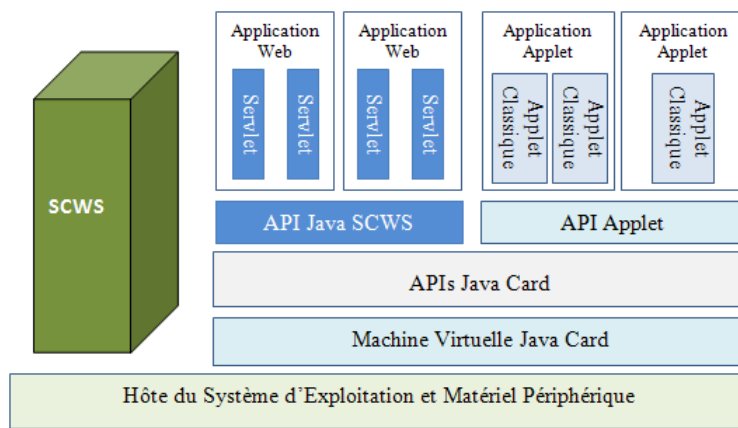 Application
Web
Application
Web
Application
Applet
Application
Applet
Servlet
Servlet
Servlet
Servlet
Applet
Classique
Applet
Classique
Applet
Classique
SCWS
API Java SCWS
API Applet
APIs Java Card
Machine Virtuelle Java Card
Hôte du Système d’Exploitation et Matériel Périphérique